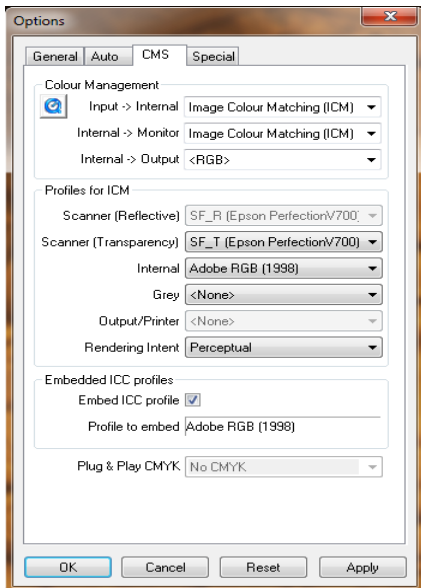 Options
General Auto CMS Special
Colour Management
Input -> Internal Image Colour Matching (ICM)
Internal -> Monitor Image Colour Matching (ICM)
Internal -> Output <RGB>
Profiles for ICM
Scanner (Reflective) SF_R (Epson PerfectionV700)
Scanner (Transparency) SF_T (Epson PerfectionV700)
Internal Adobe RGB (1998)
Grey <None>
Output/Printer <None>
Rendering Intent Perceptual
Embedded ICC profiles
Embed ICC profile
Profile to embed Adobe RGB (1998)
Plug & Play CMYK No CMYK
OK Cancel Reset Apply